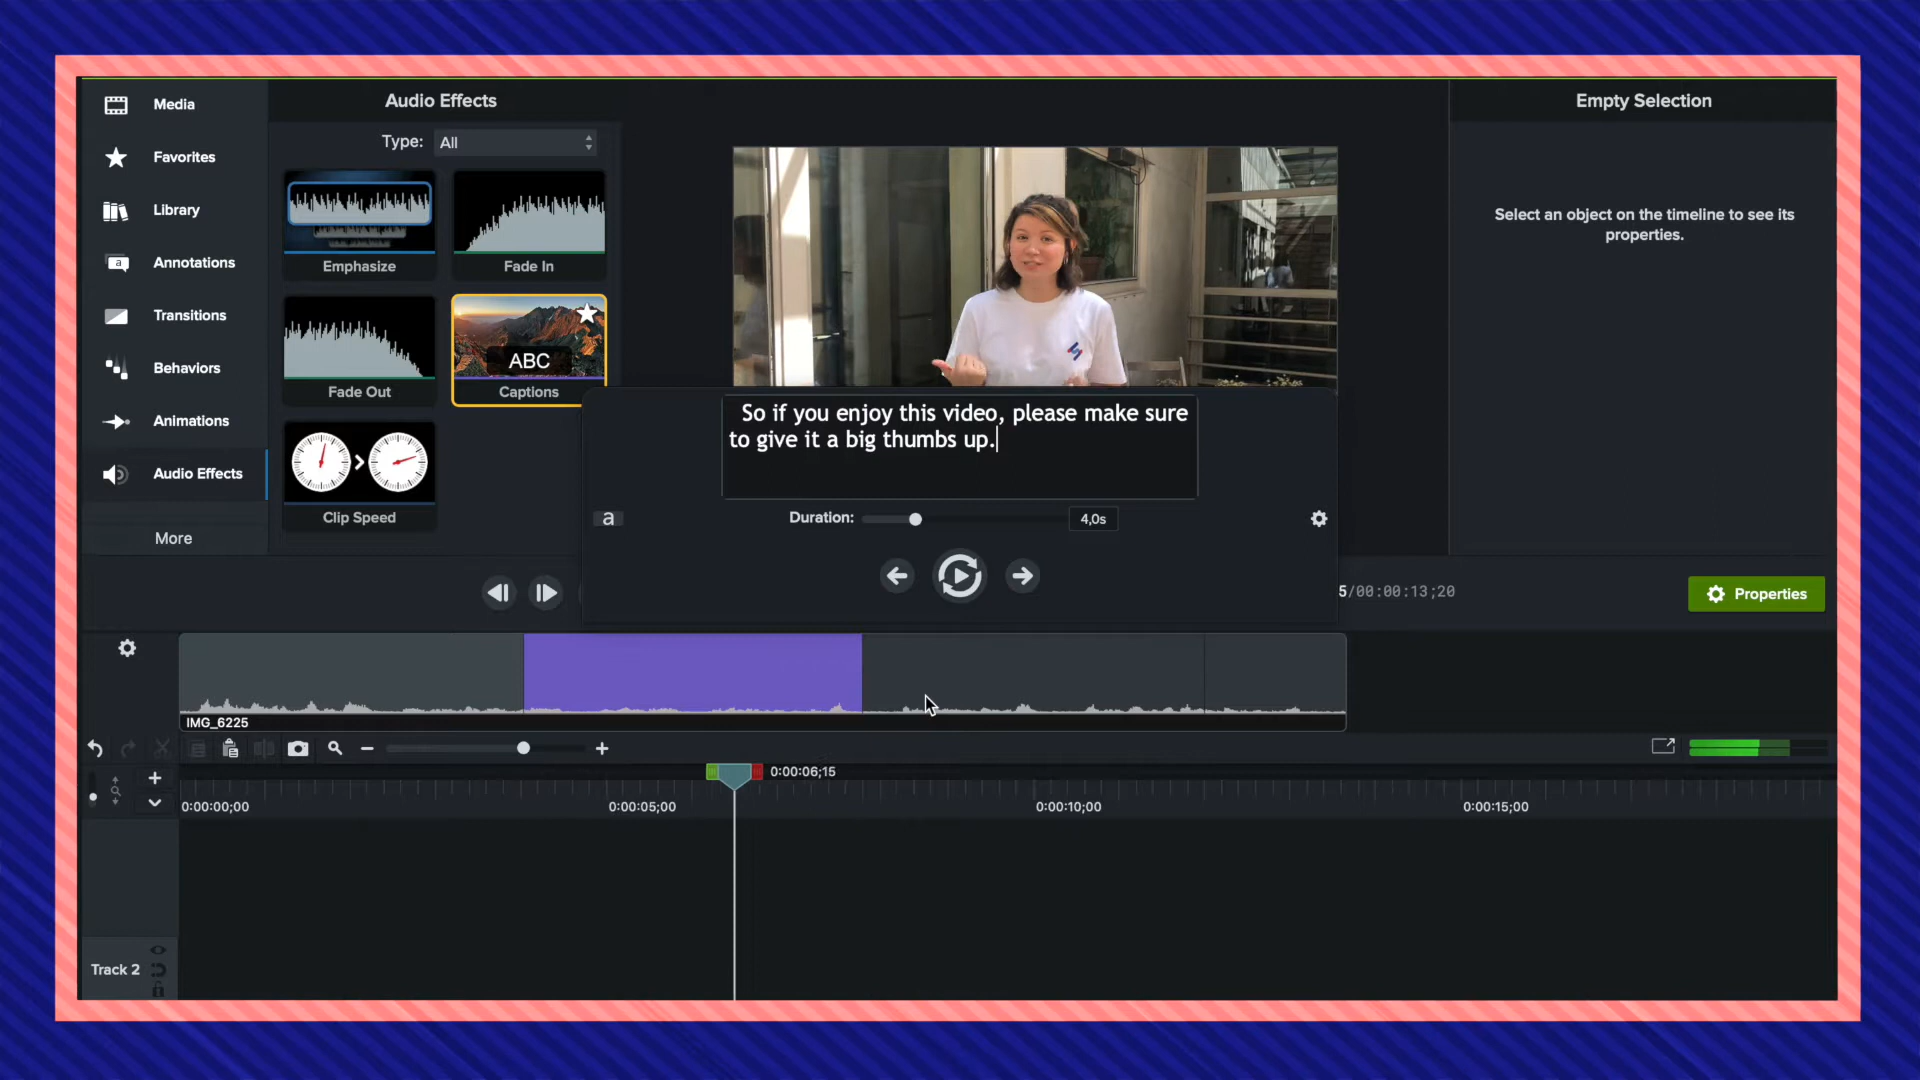 Media
Favorites
Library
Annotations
Transitions
Behaviors
Animations
Audio Effects
More
Audio Effects
Type: All
Emphasize
Fade In
Fade Out
ABC
Captions
Clip Speed
Empty Selection
Select an object on the timeline to see its
properties.
So if you enjoy this video, please make sure
to give it a big thumbs up.
a
Duration: 4,0s
5/00:00:13;20
Properties
IMG_6225
0:00:06;15
0:00:00;00
0:00:05;00
0:00:10;00
0:00:15;00
Track 2